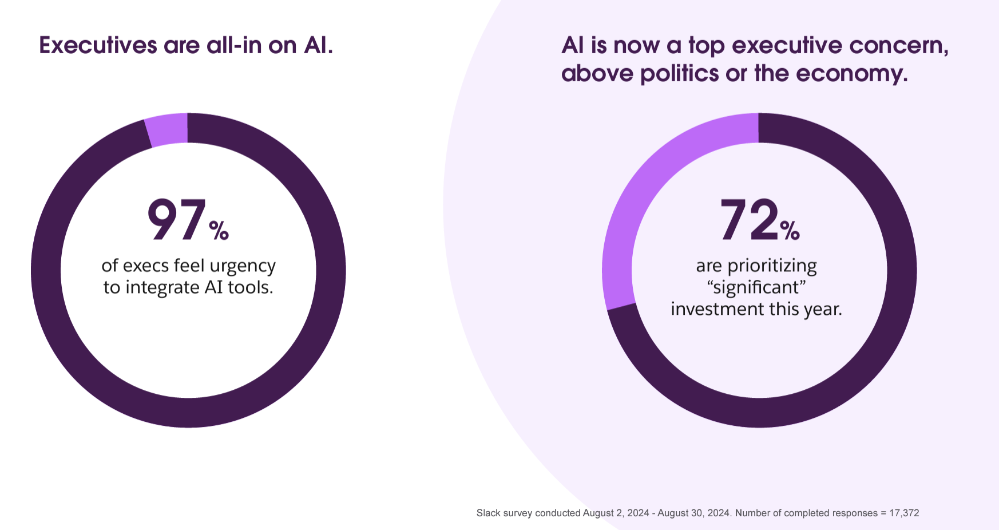 Executives are all-in on AI.
97%
of execs feel urgency
to integrate AI tools.
AI is now a top executive concern,
above politics or the economy.
72%
are prioritizing
“significant”
investment this year.
Slack survey conducted August 2, 2024 - August 30, 2024. Number of completed responses = 17,372